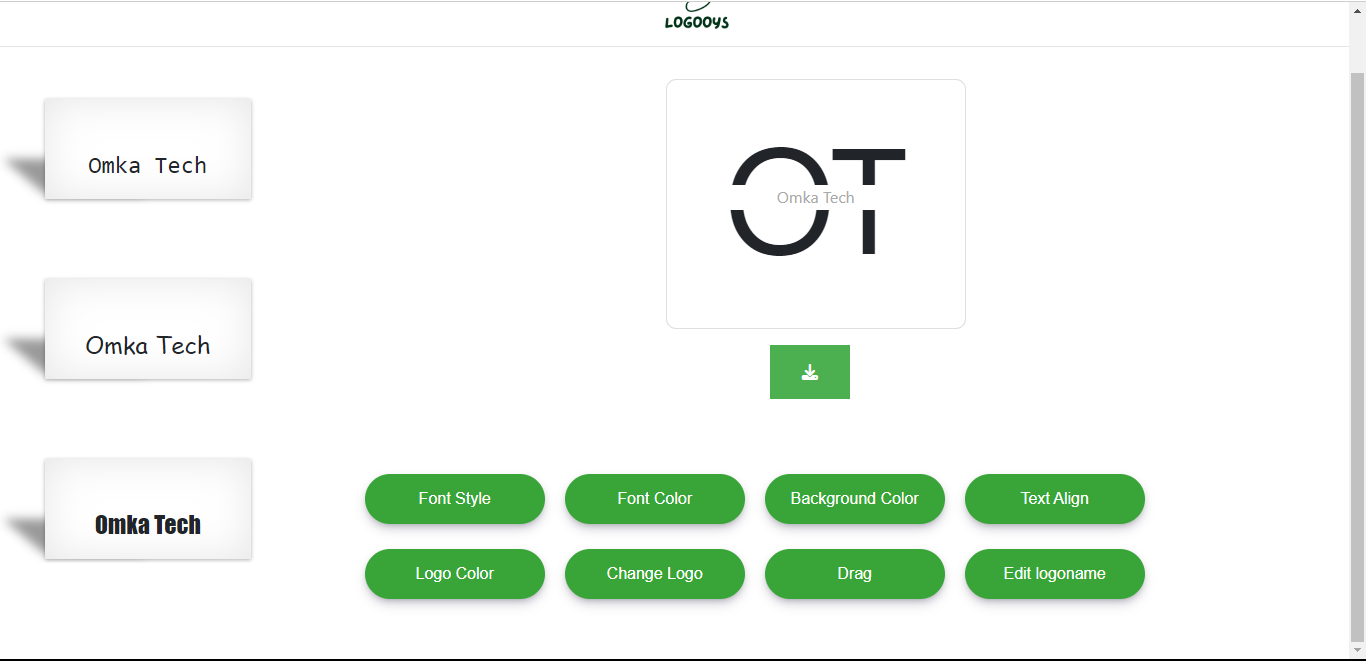 LOGOOYS
Omka Tech
Omka Tech
Omka Tech
OT
Omka Tech
Font Style
Font Color
Background Color
Text Align
Logo Color
Change Logo
Drag
Edit logoname